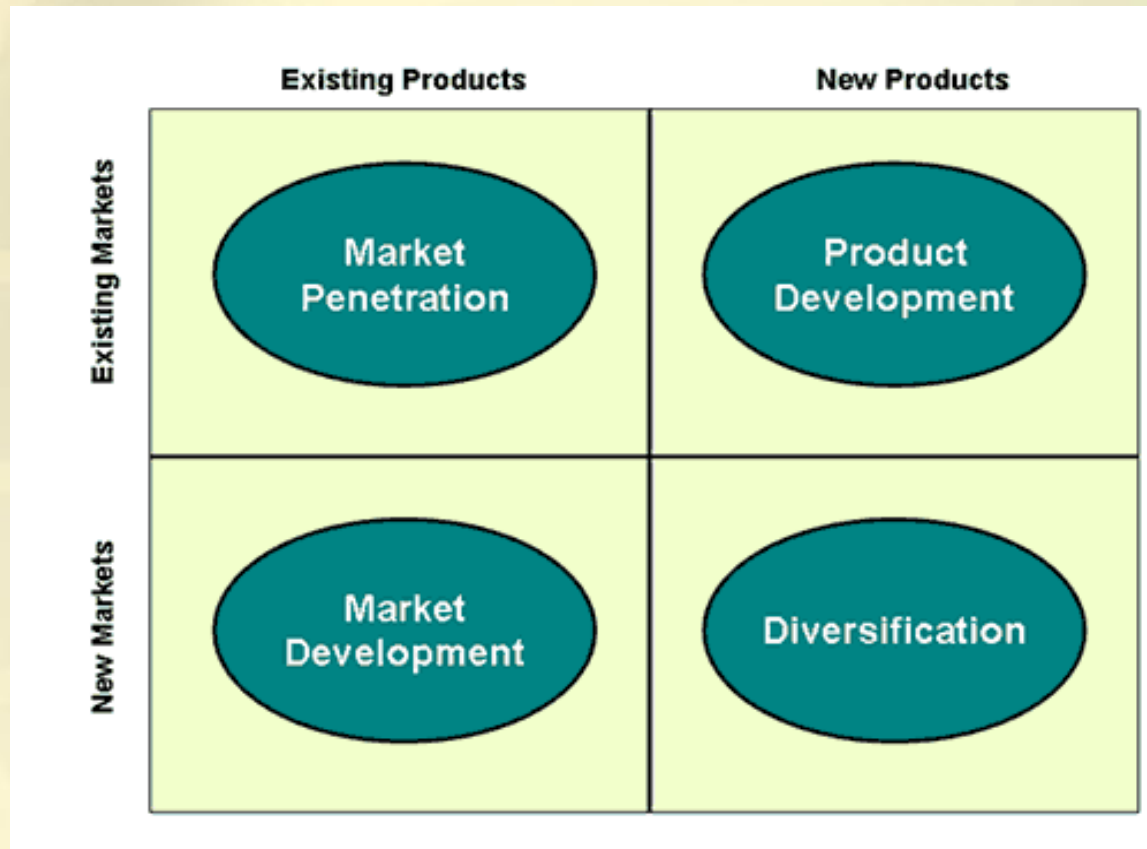 Existing Products
New Products
Existing Markets
Market
Penetration
Product
Development
New Markets
Market
Development
Diversification